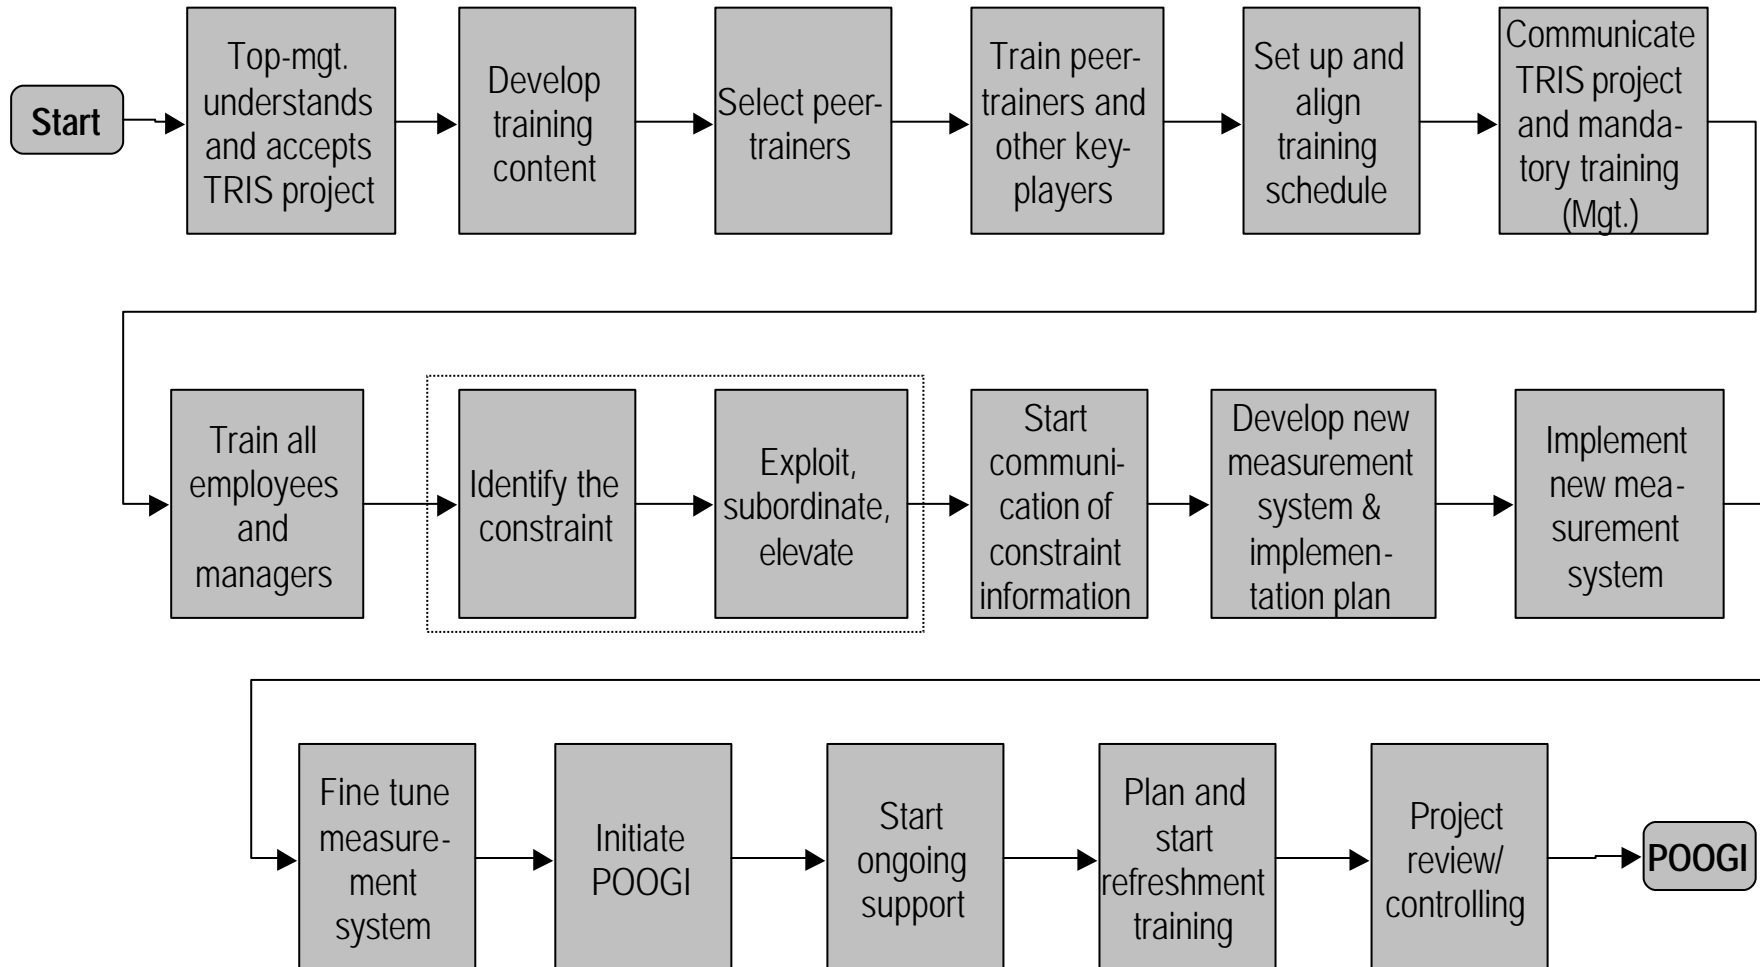 Start
Top-mgt.
understands
and accepts
TRIS project
Develop
training
content
Select peer-
trainers
Train peer-
trainers and
other key-
players
Set up and
align
training
schedule
Communicate
TRIS project
and manda-
tory training
(Mgt.)
Train all
employees
and
managers
Identify the
constraint
Exploit,
subordinate,
elevate
Start
communi-
cation of
constraint
information
Develop new
measurement
system &
implemen-
tation plan
Implement
new mea-
surement
system
Fine tune
measure-
ment
system
Initiate
POOGI
Start
ongoing
support
Plan and
start
refreshment
training
Project
review/
controlling
POOGI